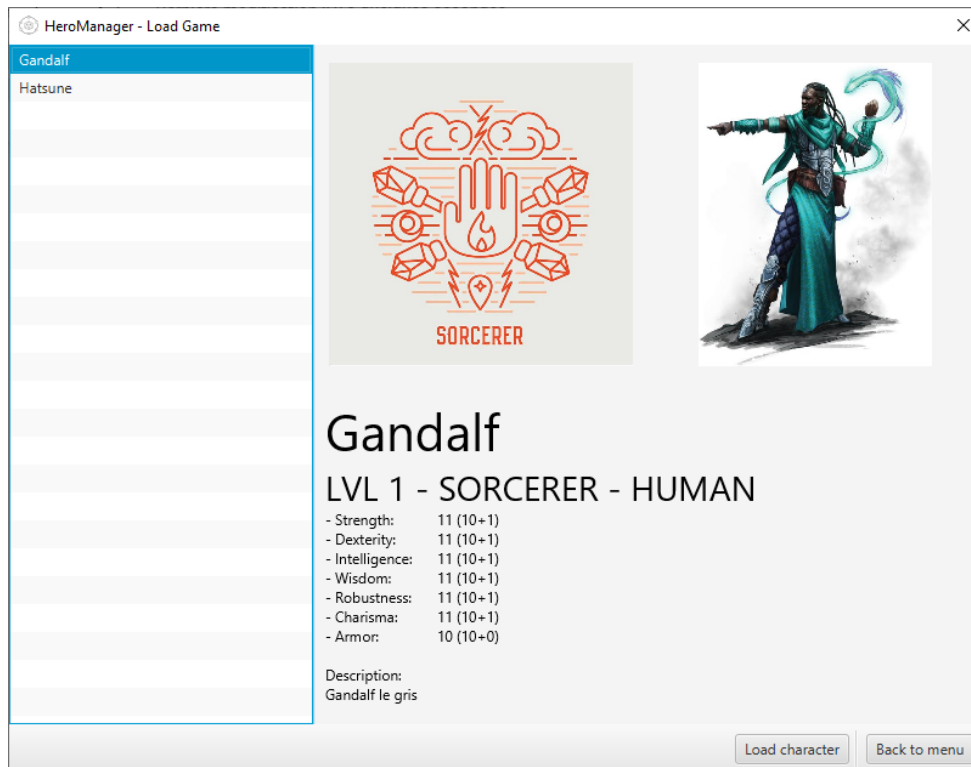 HeroManager - Load Game
Gandalf
Hatsune
SORCERER
Gandalf
LVL 1 - SORCERER - HUMAN
- Strength: 11 (10+1)
- Dexterity: 11 (10+1)
- Intelligence: 11 (10+1)
- Wisdom: 11 (10+1)
- Robustness: 11 (10+1)
- Charisma: 11 (10+1)
- Armor: 10 (10+0)
Description:
Gandalf le gris
Load character
Back to menu